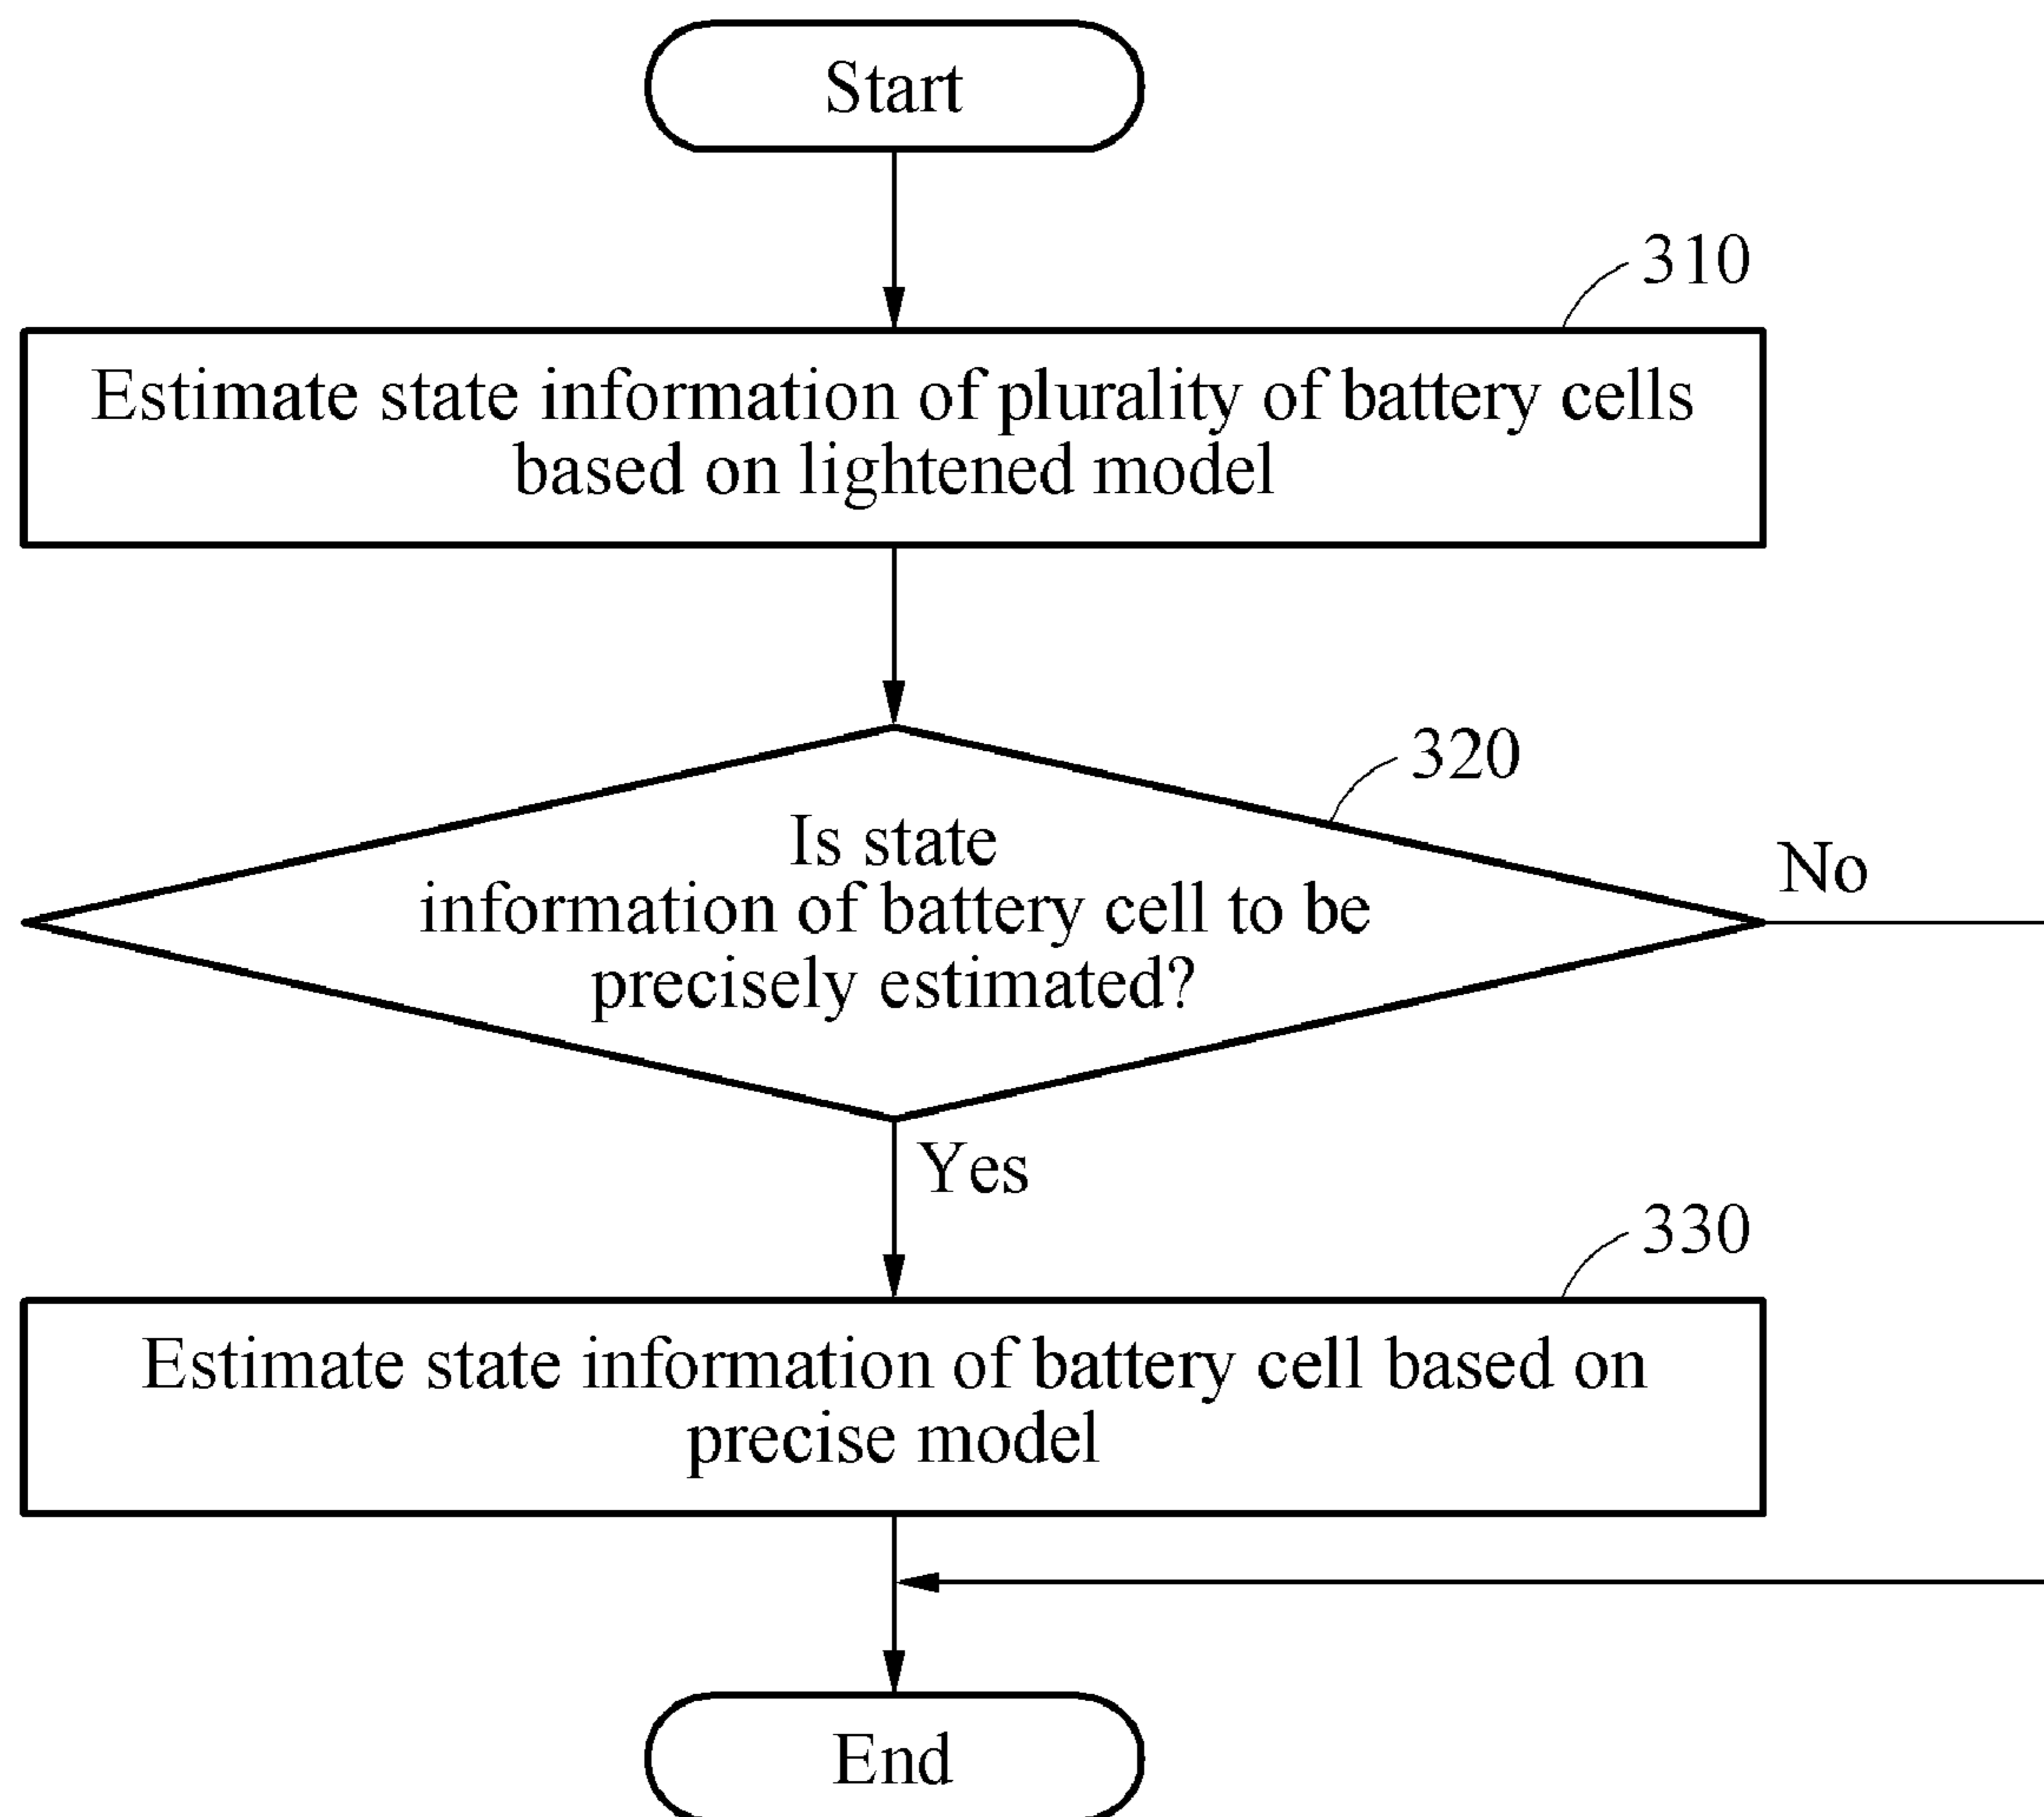 Start
310
Estimate state information of plurality of battery cells
based on lightened model
320
Is state
information of battery cell to be
precisely estimated?
No
Yes
330
Estimate state information of battery cell based on
precise model
End